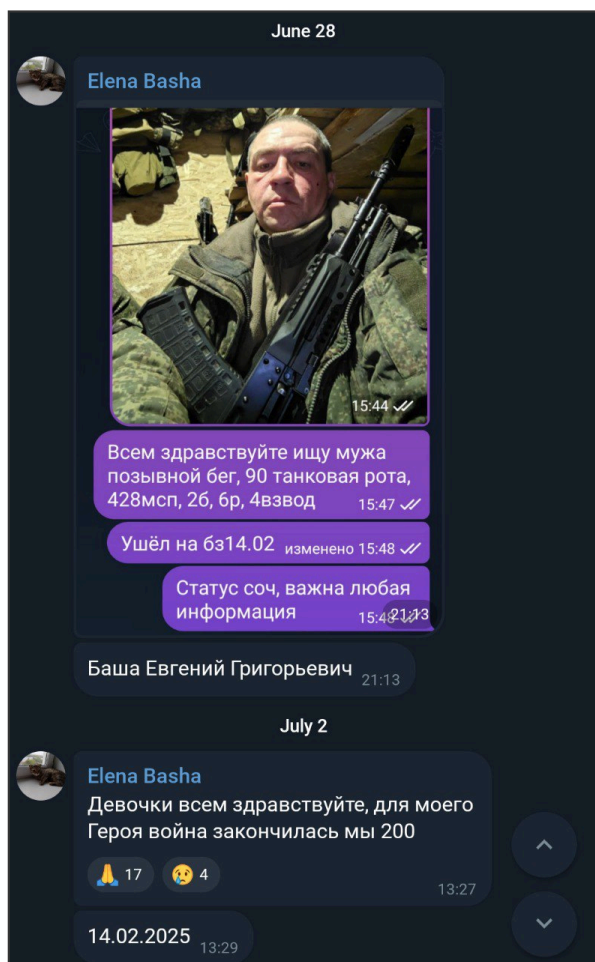 June 28
Elena Basha
15:44
Всем здравствуйте ищу мужа
позывной бег, 90 танковая рота,
428мсп, 2б, 6р, 4взвод 15:47
Ушёл на бз14.02 изменено 15:48
Статус соч, важна любая
информация 15:48 21:13
Баша Евгений Григорьевич 21:13
July 2
Elena Basha
Девочки всем здравствуйте, для моего
Героя война закончилась мы 200
🙏 17 😢 4
13:27
14.02.2025 13:29